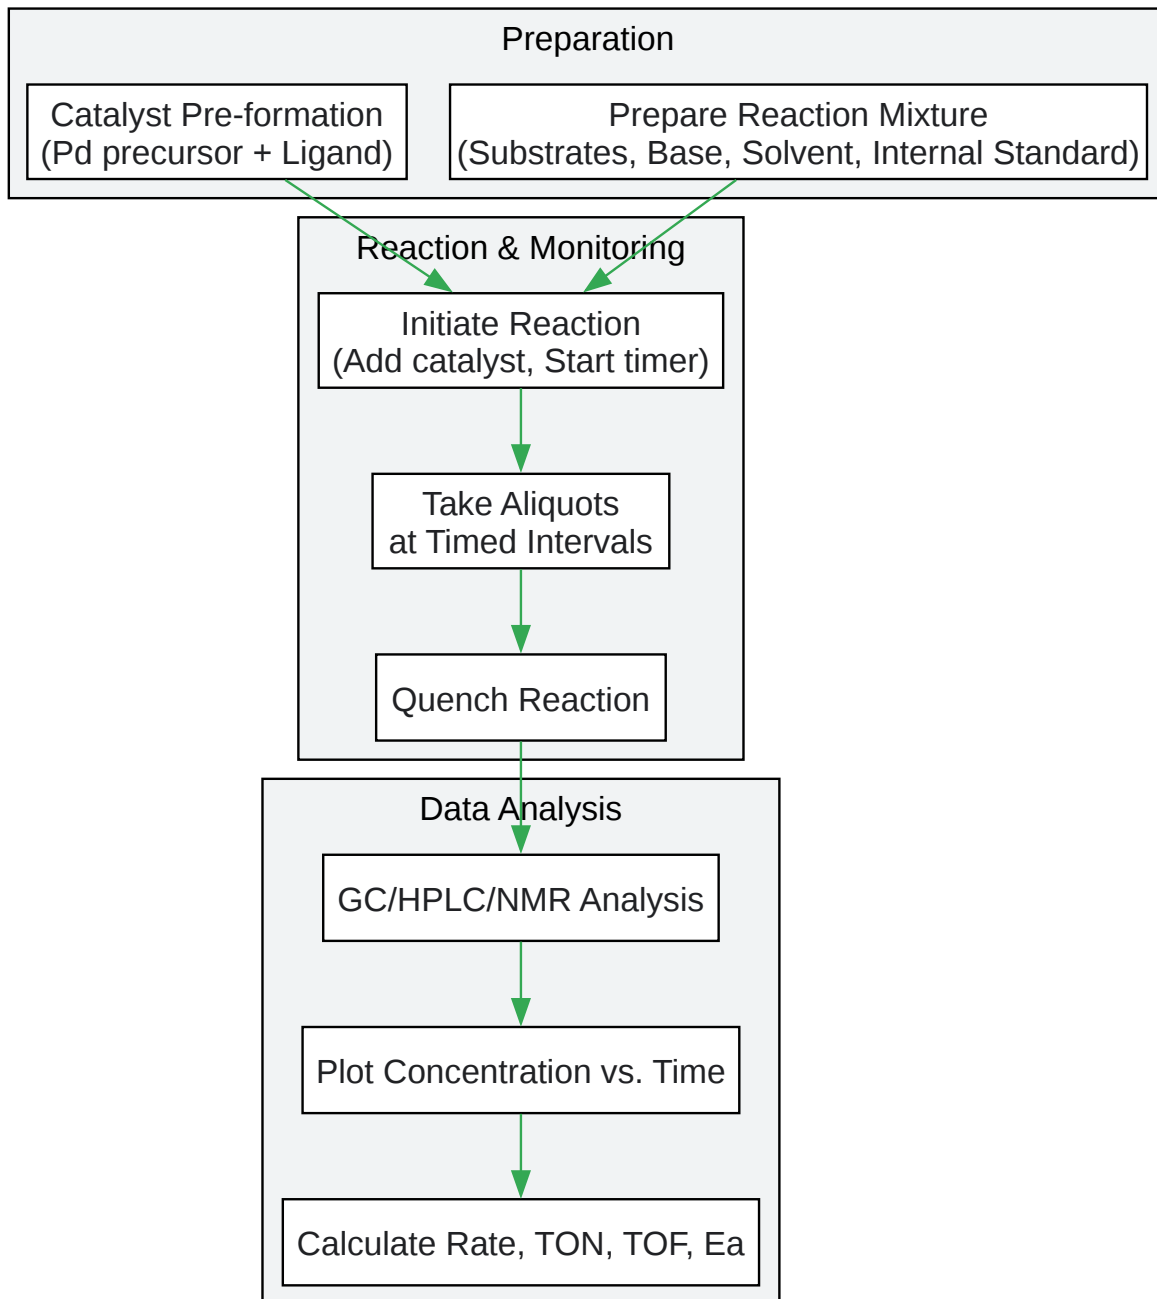 Preparation
Catalyst Pre-formation
(Pd precursor + Ligand)
Prepare Reaction Mixture
(Substrates, Base, Solvent, Internal Standard)
Reaction & Monitoring
Initiate Reaction
(Add catalyst, Start timer)
Take Aliquots
at Timed Intervals
Quench Reaction
Data Analysis
GC/HPLC/NMR Analysis
Plot Concentration vs. Time
Calculate Rate, TON, TOF, Ea